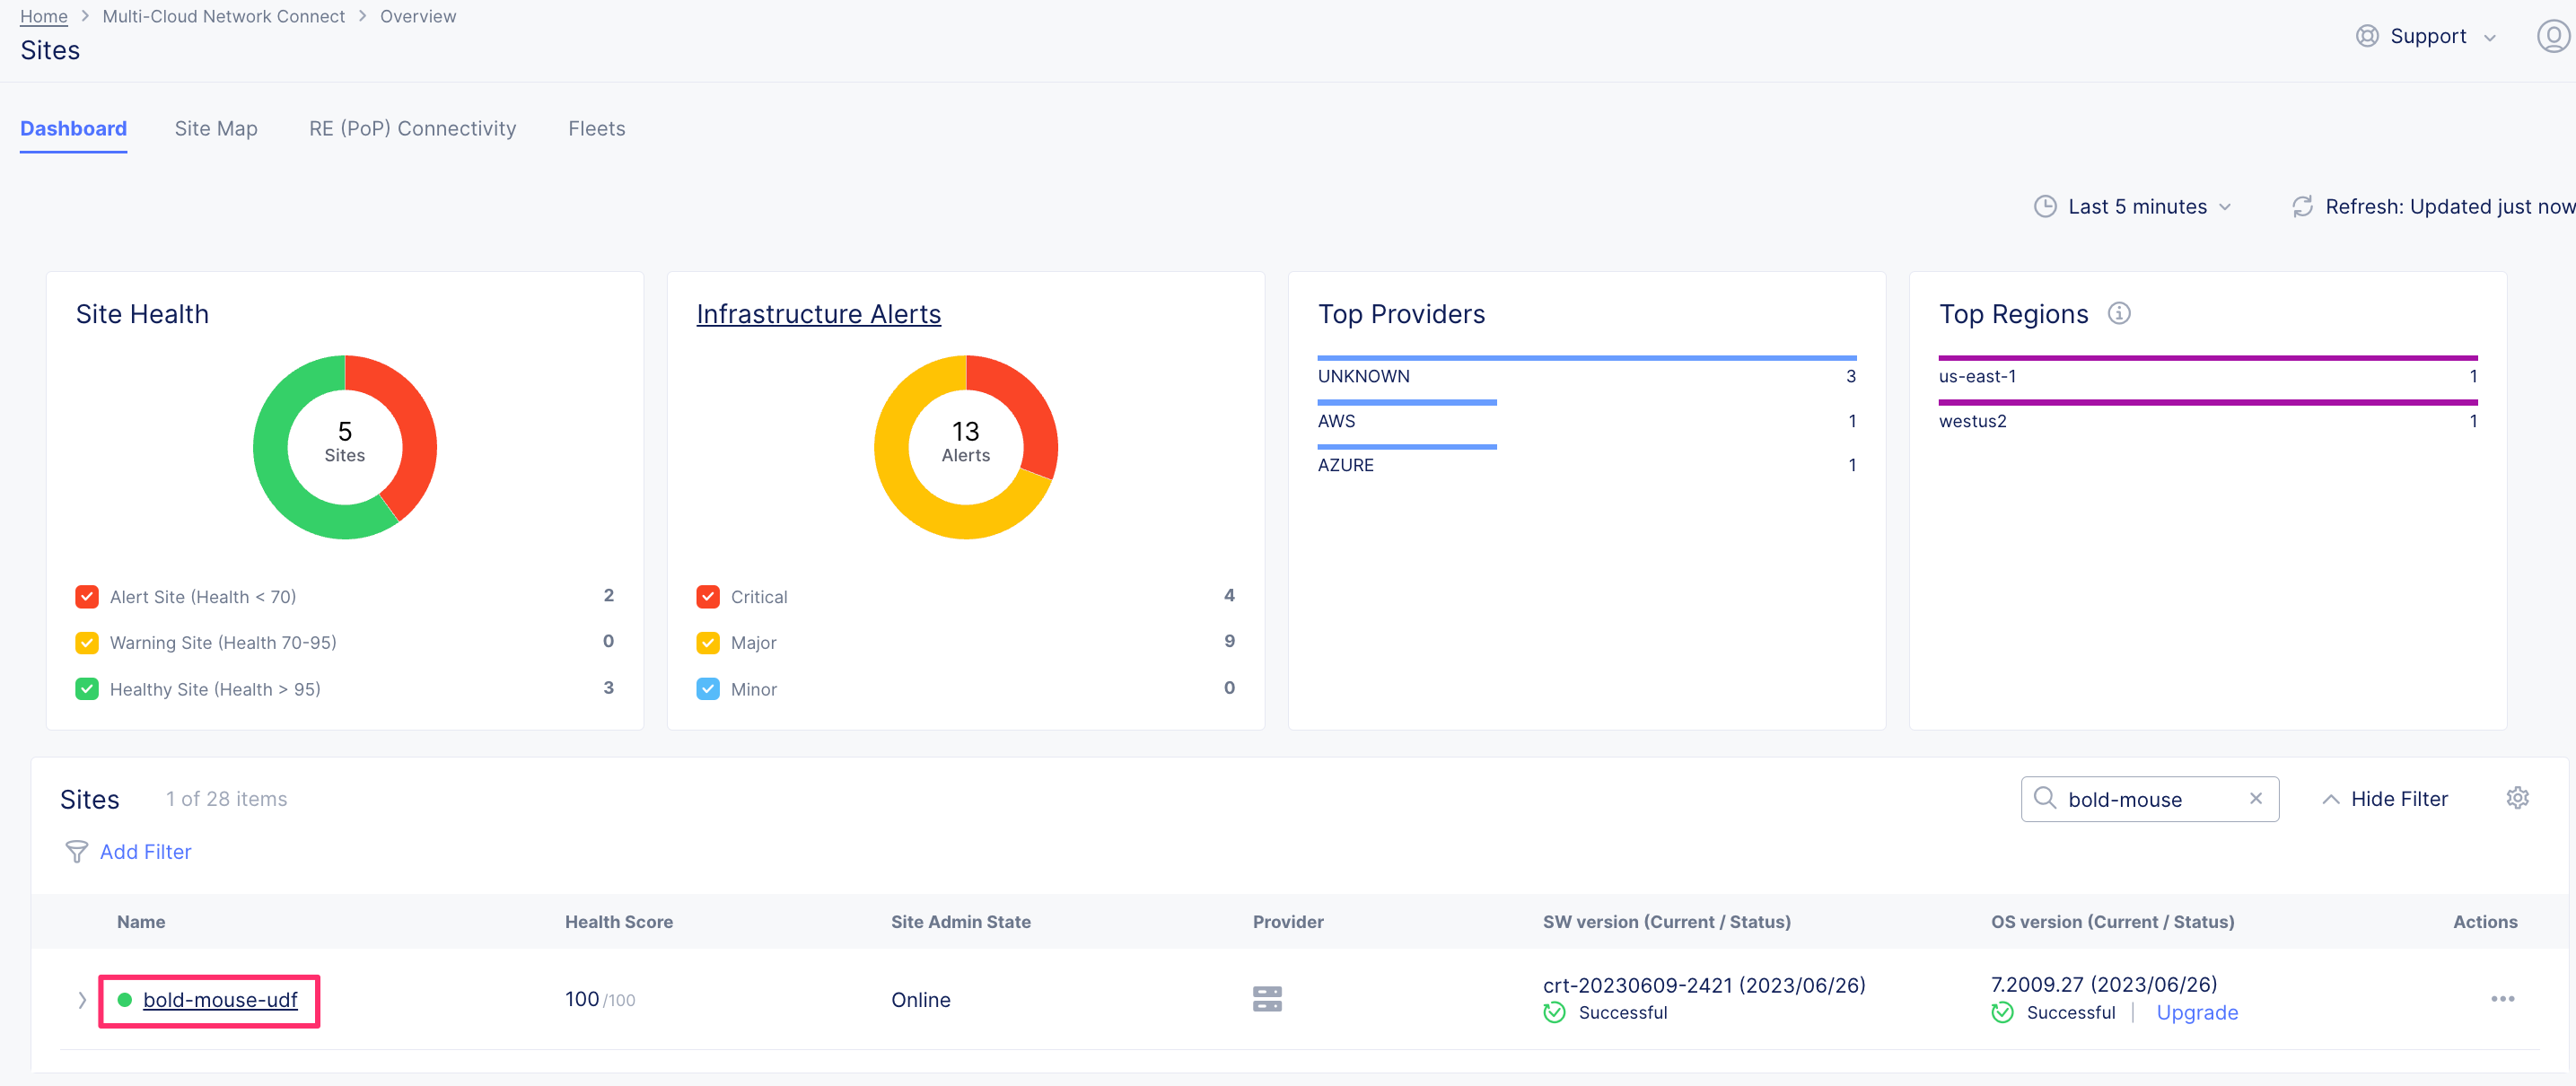 Home > Multi-Cloud Network Connect > Overview
Sites
Support
Dashboard Site Map RE (PoP) Connectivity Fleets
Last 5 minutes Refresh: Updated just now
Site Health
5
Sites
Alert Site (Health < 70) 2
Warning Site (Health 70-95) 0
Healthy Site (Health > 95) 3
Infrastructure Alerts
13
Alerts
Critical 4
Major 9
Minor 0
Top Providers
UNKNOWN 3
AWS 1
AZURE 1
Top Regions
us-east-1 1
westus2 1
Sites 1 of 28 items
bold-mouse Hide Filter
Add Filter
Name Health Score Site Admin State Provider SW version (Current / Status) OS version (Current / Status) Actions
bold-mouse-udf 100 /100 Online crt-20230609-2421 (2023/06/26) 7.2009.27 (2023/06/26)
Successful Successful | Upgrade